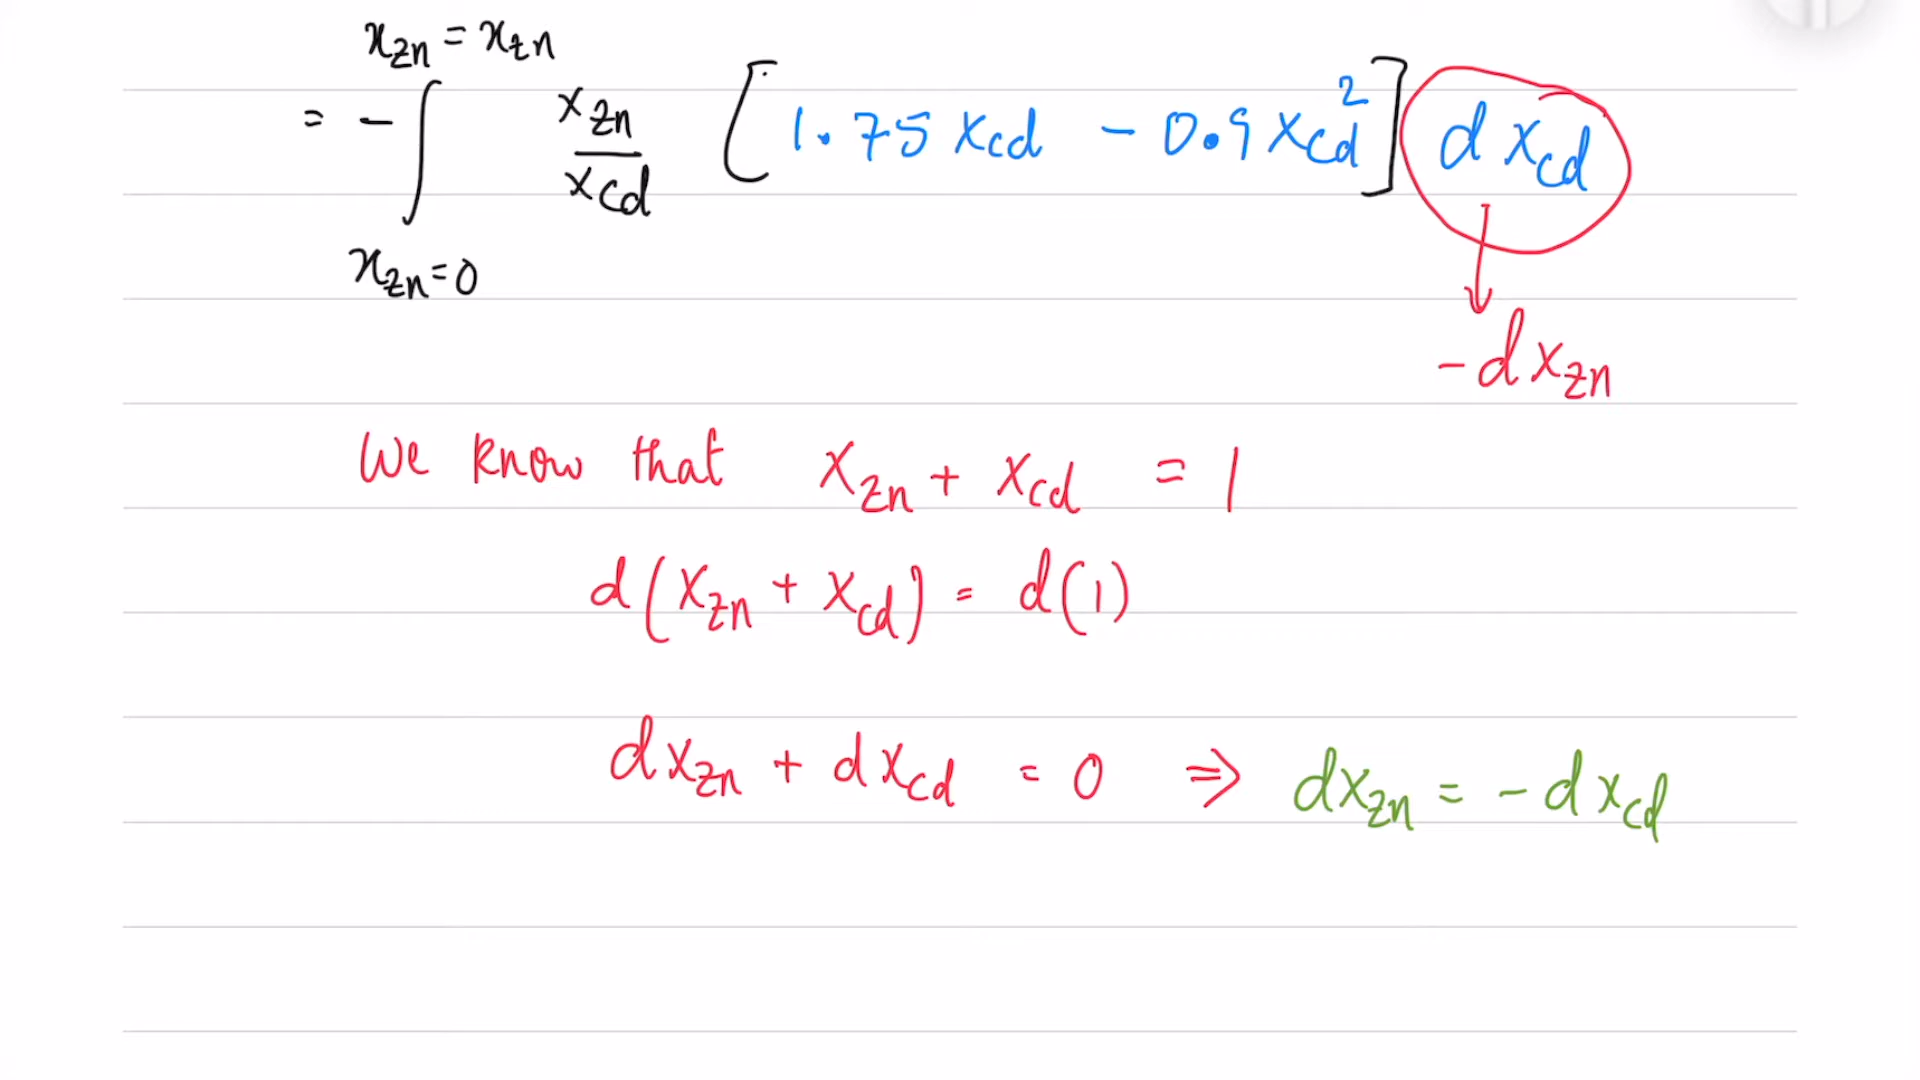 x_Zn = x_Zn
= - ∫ x_Zn / x_Cd [ 1.75 x_Cd - 0.9 x_Cd² ] d x_Cd
x_Zn = 0
- d x_Zn
We know that x_Zn + x_Cd = 1
d ( x_Zn + x_Cd ) = d(1)
d x_Zn + d x_Cd = 0 ⇒ d x_Zn = - d x_Cd